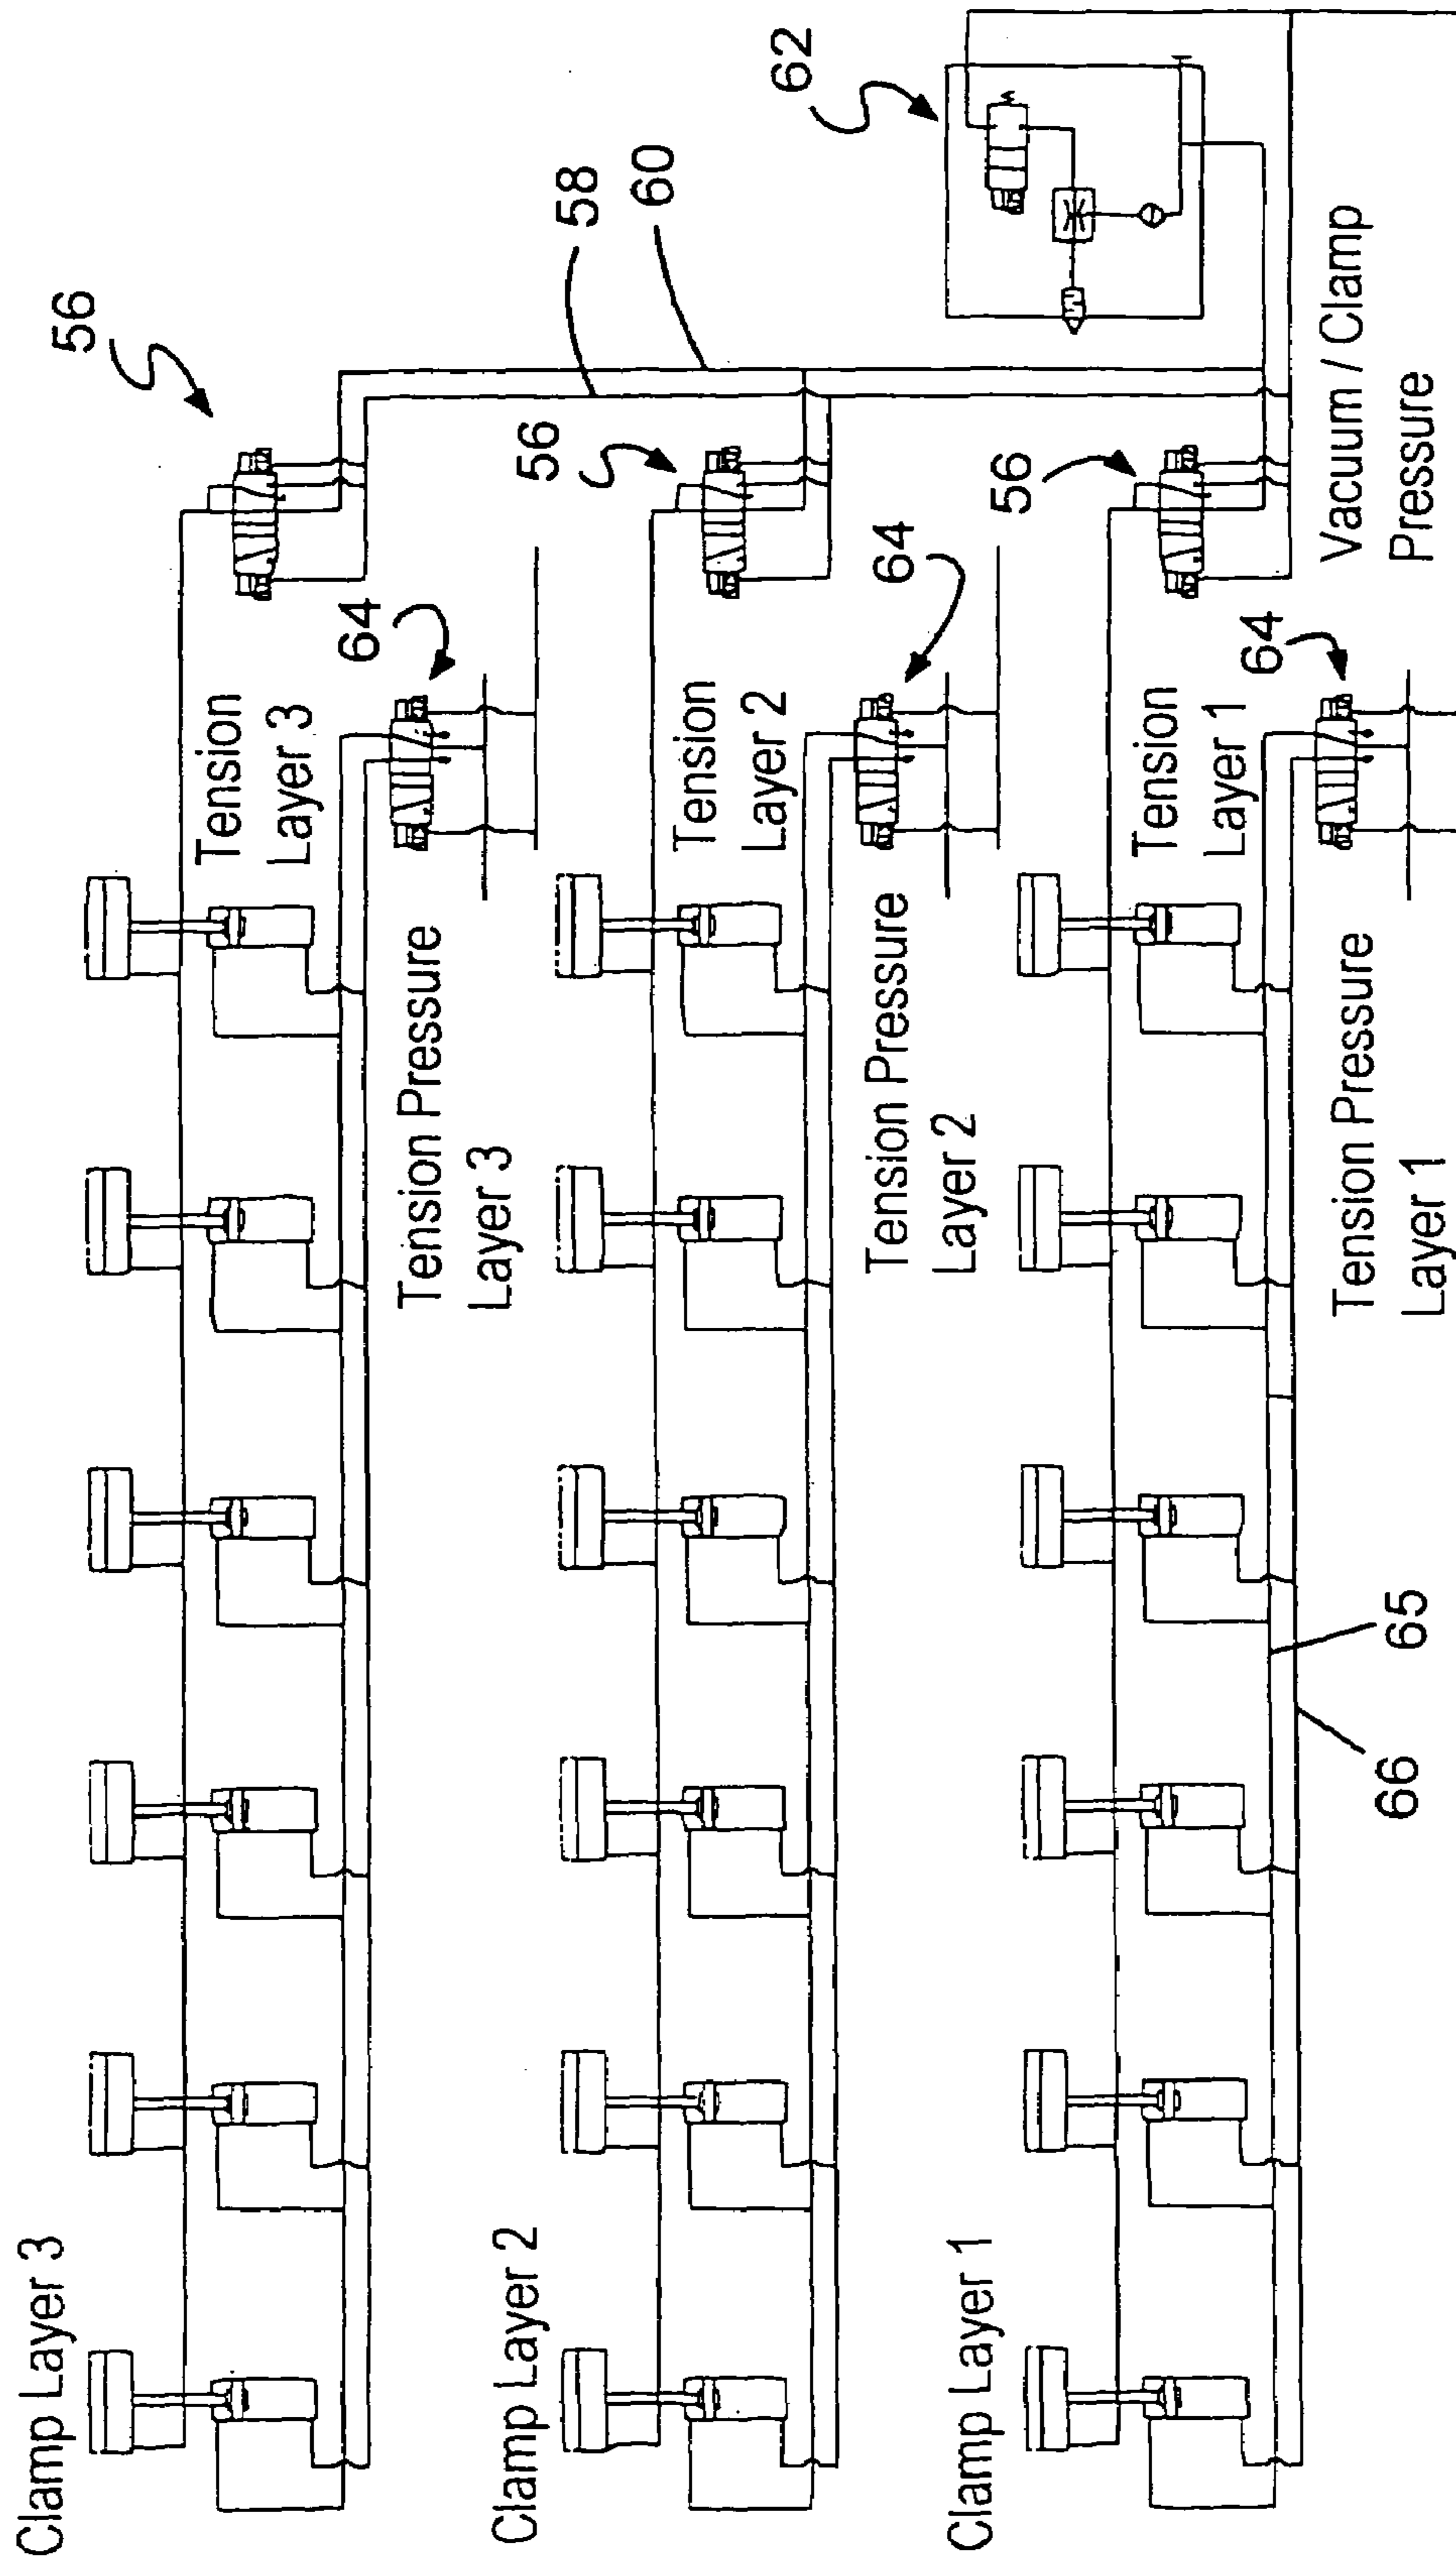 Clamp Layer 3
56
Tension
Layer 3
64
58
60
62
Tension Pressure
Layer 3
Clamp Layer 2
56
Tension
Layer 2
64
Tension Pressure
Layer 2
Clamp Layer 1
56
Tension
Layer 1
64
Vacuum / Clamp
Pressure
Tension Pressure
Layer 1
65
66